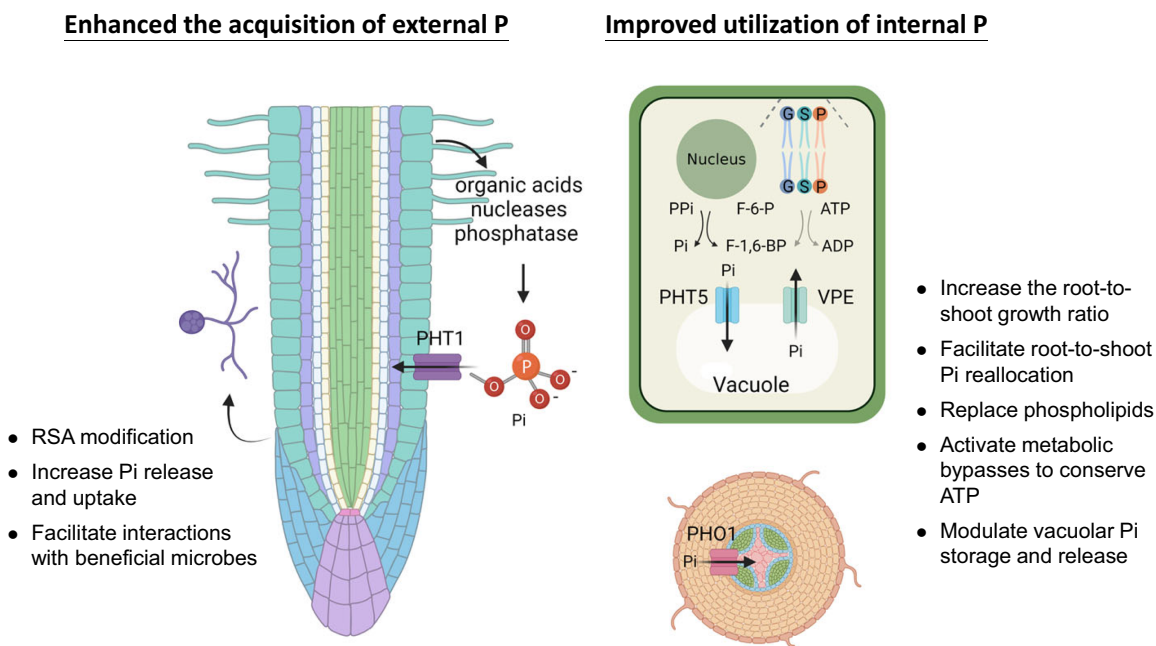 Enhanced the acquisition of external P
organic acids
nucleases
phosphatase
PHT1
O
P
O
O
O
-
-
Pi
● RSA modification
● Increase Pi release
and uptake
● Facilitate interactions
with beneficial microbes
Improved utilization of internal P
Nucleus
G S P
G S P
PPi F-6-P ATP
Pi F-1,6-BP ADP
Pi
PHT5 VPE
Pi
Vacuole
PHO1
Pi
● Increase the root-to-
shoot growth ratio
● Facilitate root-to-shoot
Pi reallocation
● Replace phospholipids
● Activate metabolic
bypasses to conserve
ATP
● Modulate vacuolar Pi
storage and release